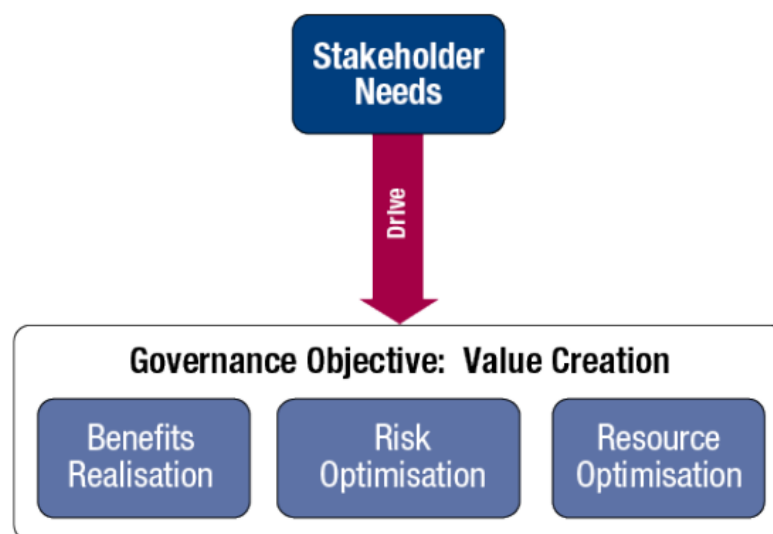 Stakeholder
Needs
Drive
Governance Objective: Value Creation
Benefits
Realisation
Risk
Optimisation
Resource
Optimisation